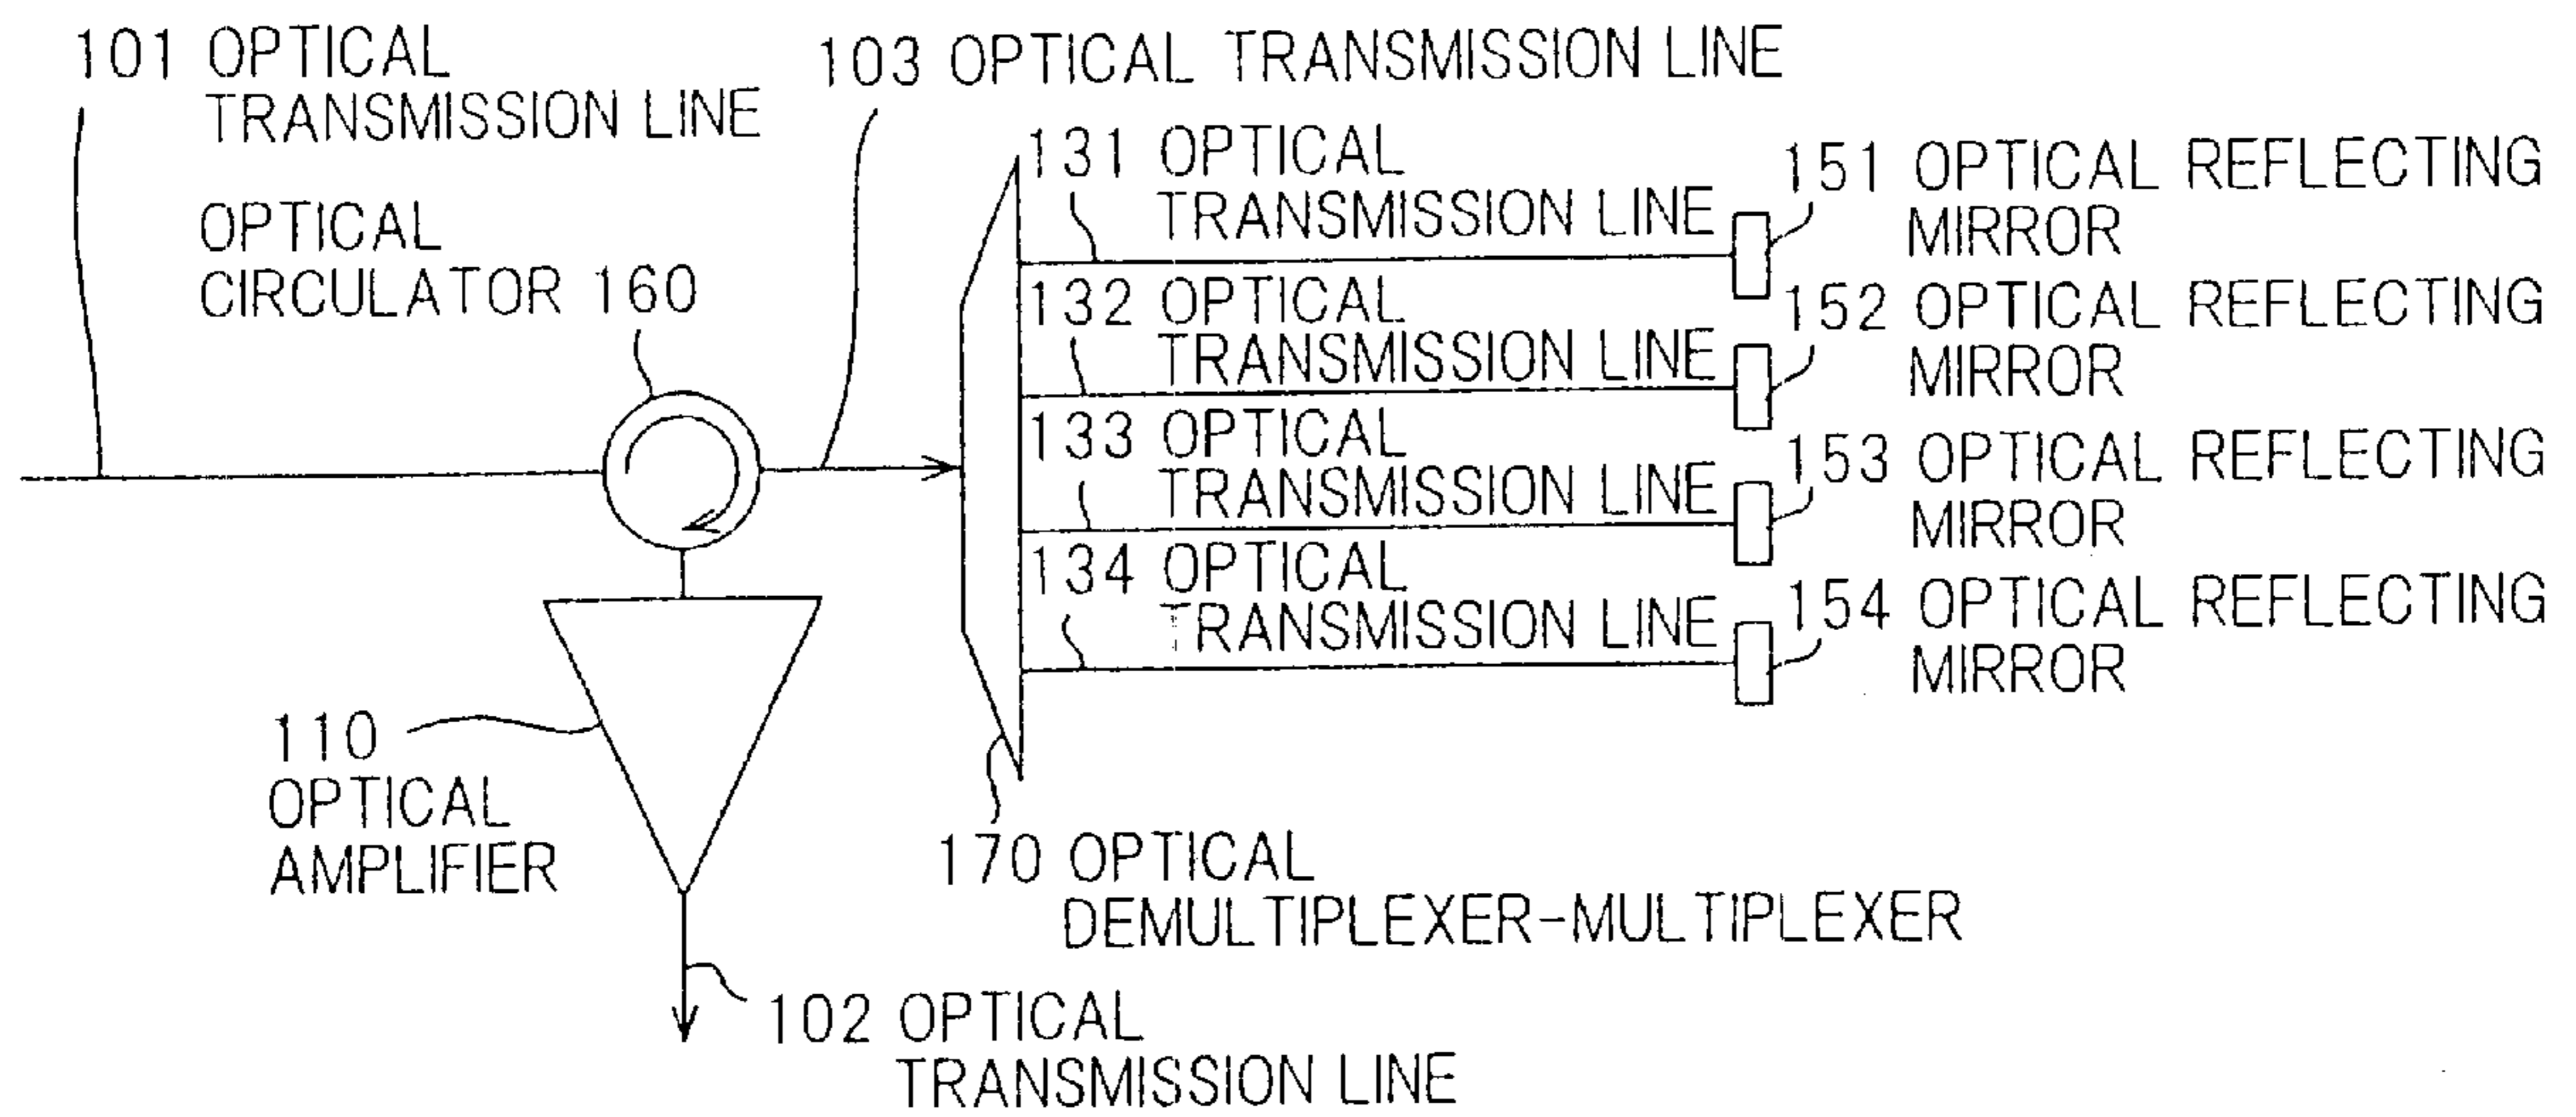 101 OPTICAL
TRANSMISSION LINE
103 OPTICAL TRANSMISSION LINE
OPTICAL
CIRCULATOR 160
131 OPTICAL
TRANSMISSION LINE
151 OPTICAL REFLECTING
MIRROR
132 OPTICAL
TRANSMISSION LINE
152 OPTICAL REFLECTING
MIRROR
133 OPTICAL
TRANSMISSION LINE
153 OPTICAL REFLECTING
MIRROR
134 OPTICAL
TRANSMISSION LINE
154 OPTICAL REFLECTING
MIRROR
110
OPTICAL
AMPLIFIER
170 OPTICAL
DEMULTIPLEXER-MULTIPLEXER
102 OPTICAL
TRANSMISSION LINE